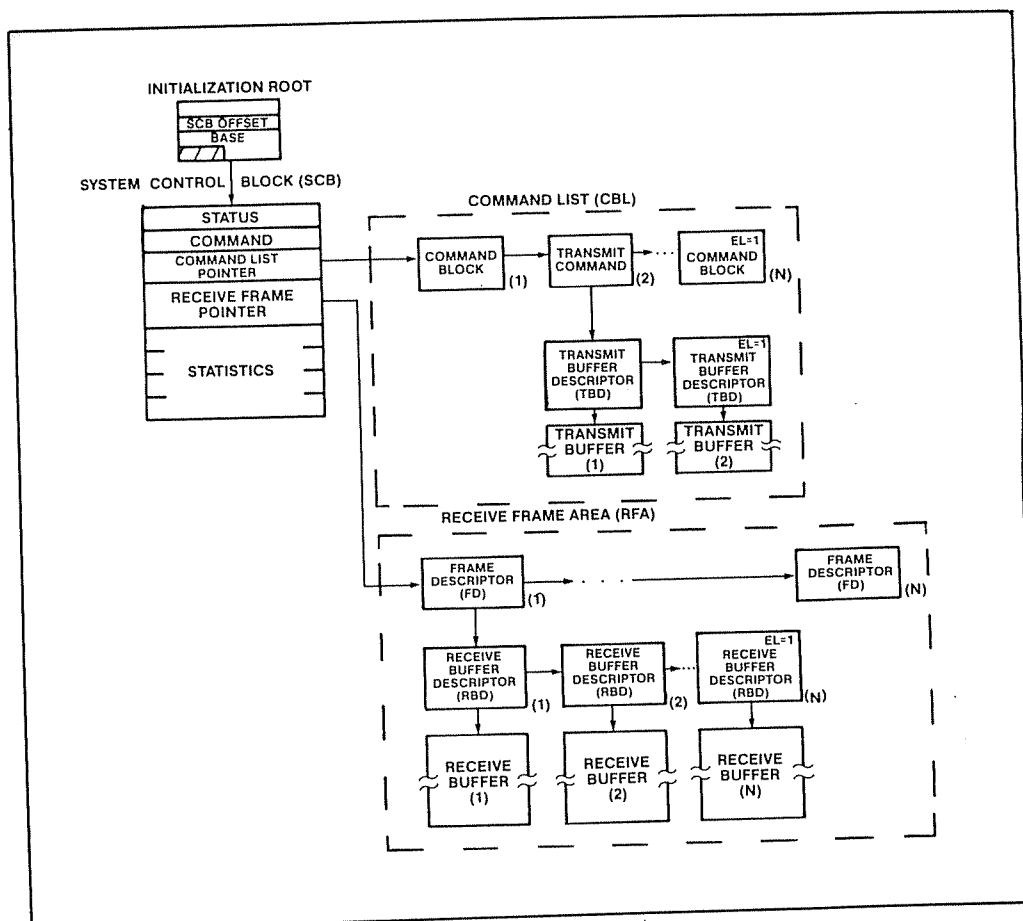 INITIALIZATION ROOT
SCB OFFSET
BASE
SYSTEM CONTROL BLOCK (SCB)
STATUS
COMMAND
COMMAND LIST
POINTER
RECEIVE FRAME
POINTER
STATISTICS
COMMAND LIST (CBL)
COMMAND
BLOCK
(1)
TRANSMIT
COMMAND
(2)
EL=1
COMMAND
BLOCK
(N)
TRANSMIT
BUFFER
DESCRIPTOR
(TBD)
EL=1
TRANSMIT
BUFFER
DESCRIPTOR
(TBD)
TRANSMIT
BUFFER
(1)
TRANSMIT
BUFFER
(2)
RECEIVE FRAME AREA (RFA)
FRAME
DESCRIPTOR
(FD)
(1)
FRAME
DESCRIPTOR
(FD)
(N)
RECEIVE
BUFFER
DESCRIPTOR
(RBD)
(1)
RECEIVE
BUFFER
DESCRIPTOR
(RBD)
(2)
EL=1
RECEIVE
BUFFER
DESCRIPTOR
(RBD)
(N)
RECEIVE
BUFFER
(1)
RECEIVE
BUFFER
(2)
RECEIVE
BUFFER
(N)